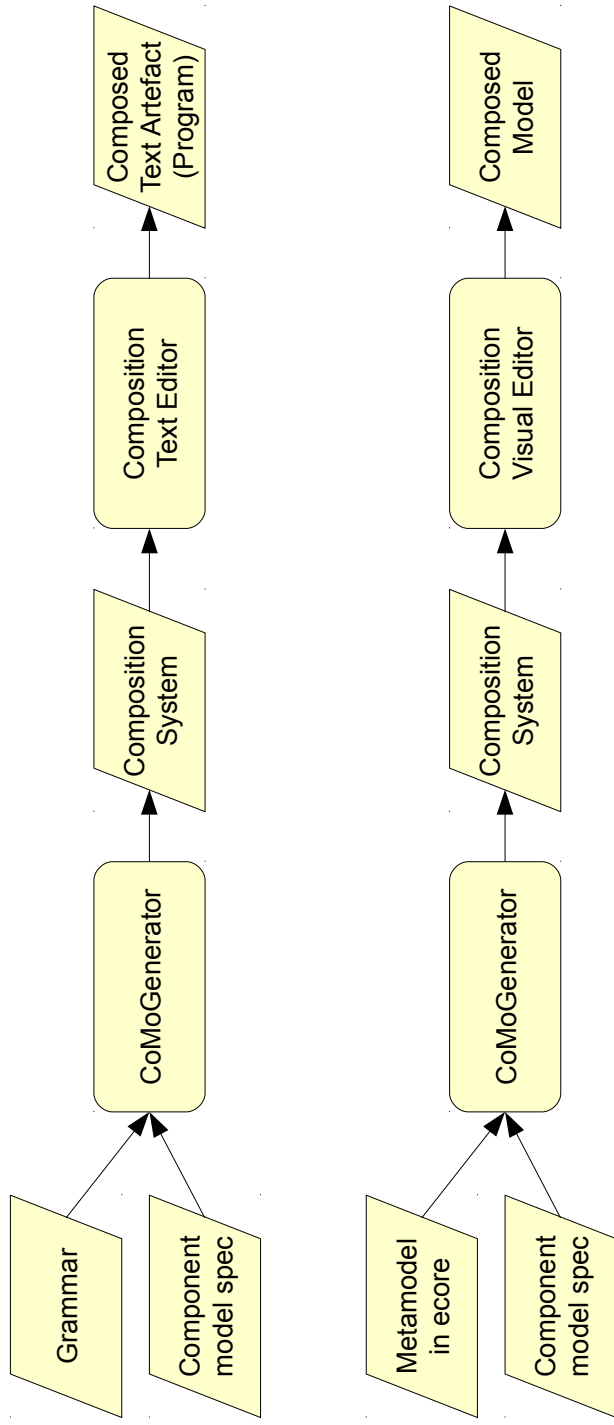 Grammar
Component
model spec
CoMoGenerator
Composition
System
Composition
Text Editor
Composed
Text Artefact
(Program)
Metamodel
in ecore
Component
model spec
CoMoGenerator
Composition
System
Composition
Visual Editor
Composed
Model